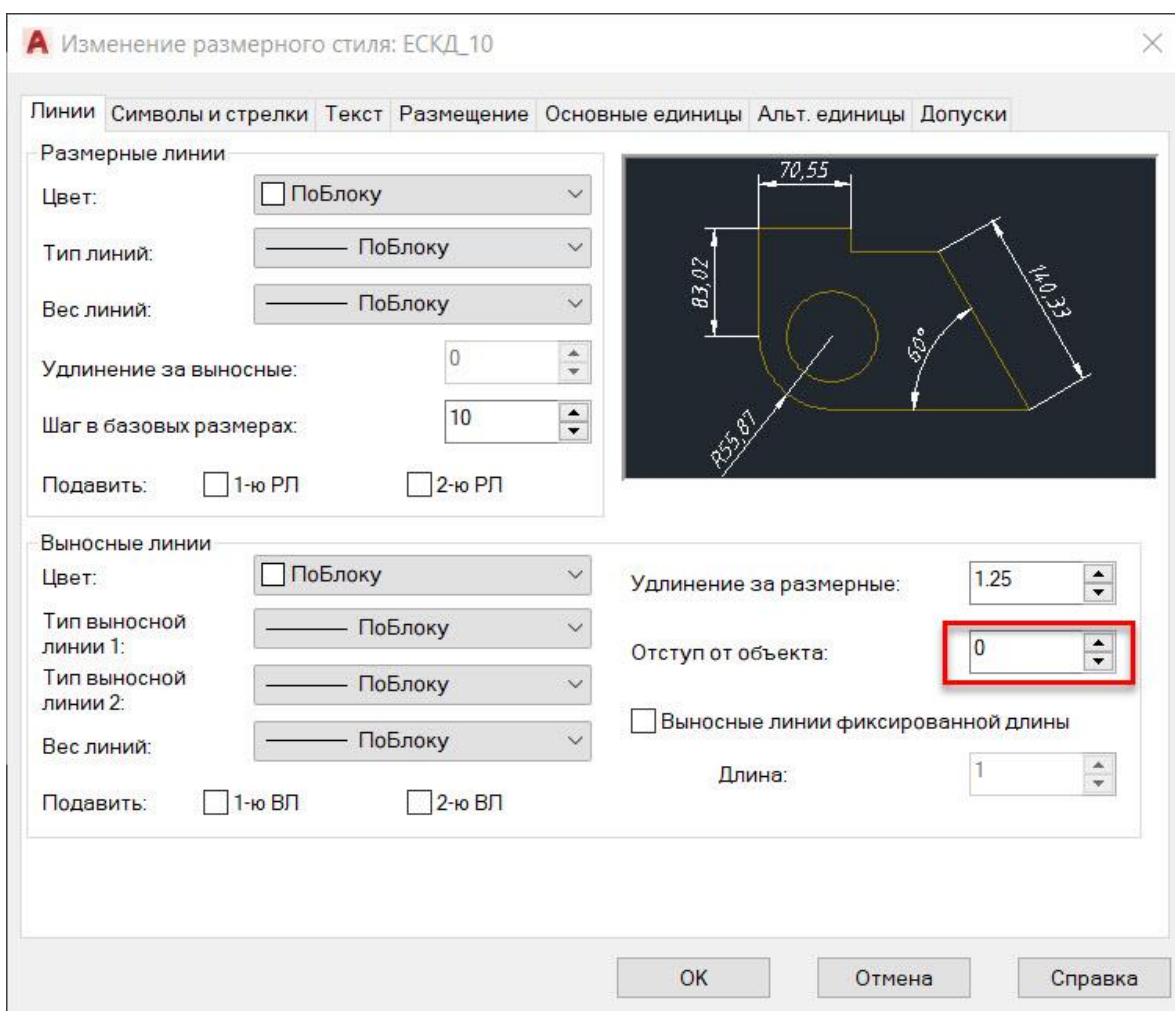 Изменение размерного стиля: ЕСКД_10
Линии Символы и стрелки Текст Размещение Основные единицы Альт. единицы Допуски
Размерные линии
Цвет: ПоБлоку
Тип линий: ПоБлоку
Вес линий: ПоБлоку
Удлинение за выносные: 0
Шаг в базовых размерах: 10
Подавить: 1-ю РЛ 2-ю РЛ
70,55
83,02
140,33
60°
R55,87
Выносные линии
Цвет: ПоБлоку
Тип выносной
линии 1: ПоБлоку
Тип выносной
линии 2: ПоБлоку
Вес линий: ПоБлоку
Подавить: 1-ю ВЛ 2-ю ВЛ
Удлинение за размерные: 1.25
Отступ от объекта: 0
Выносные линии фиксированной длины
Длина: 1
OK Отмена Справка